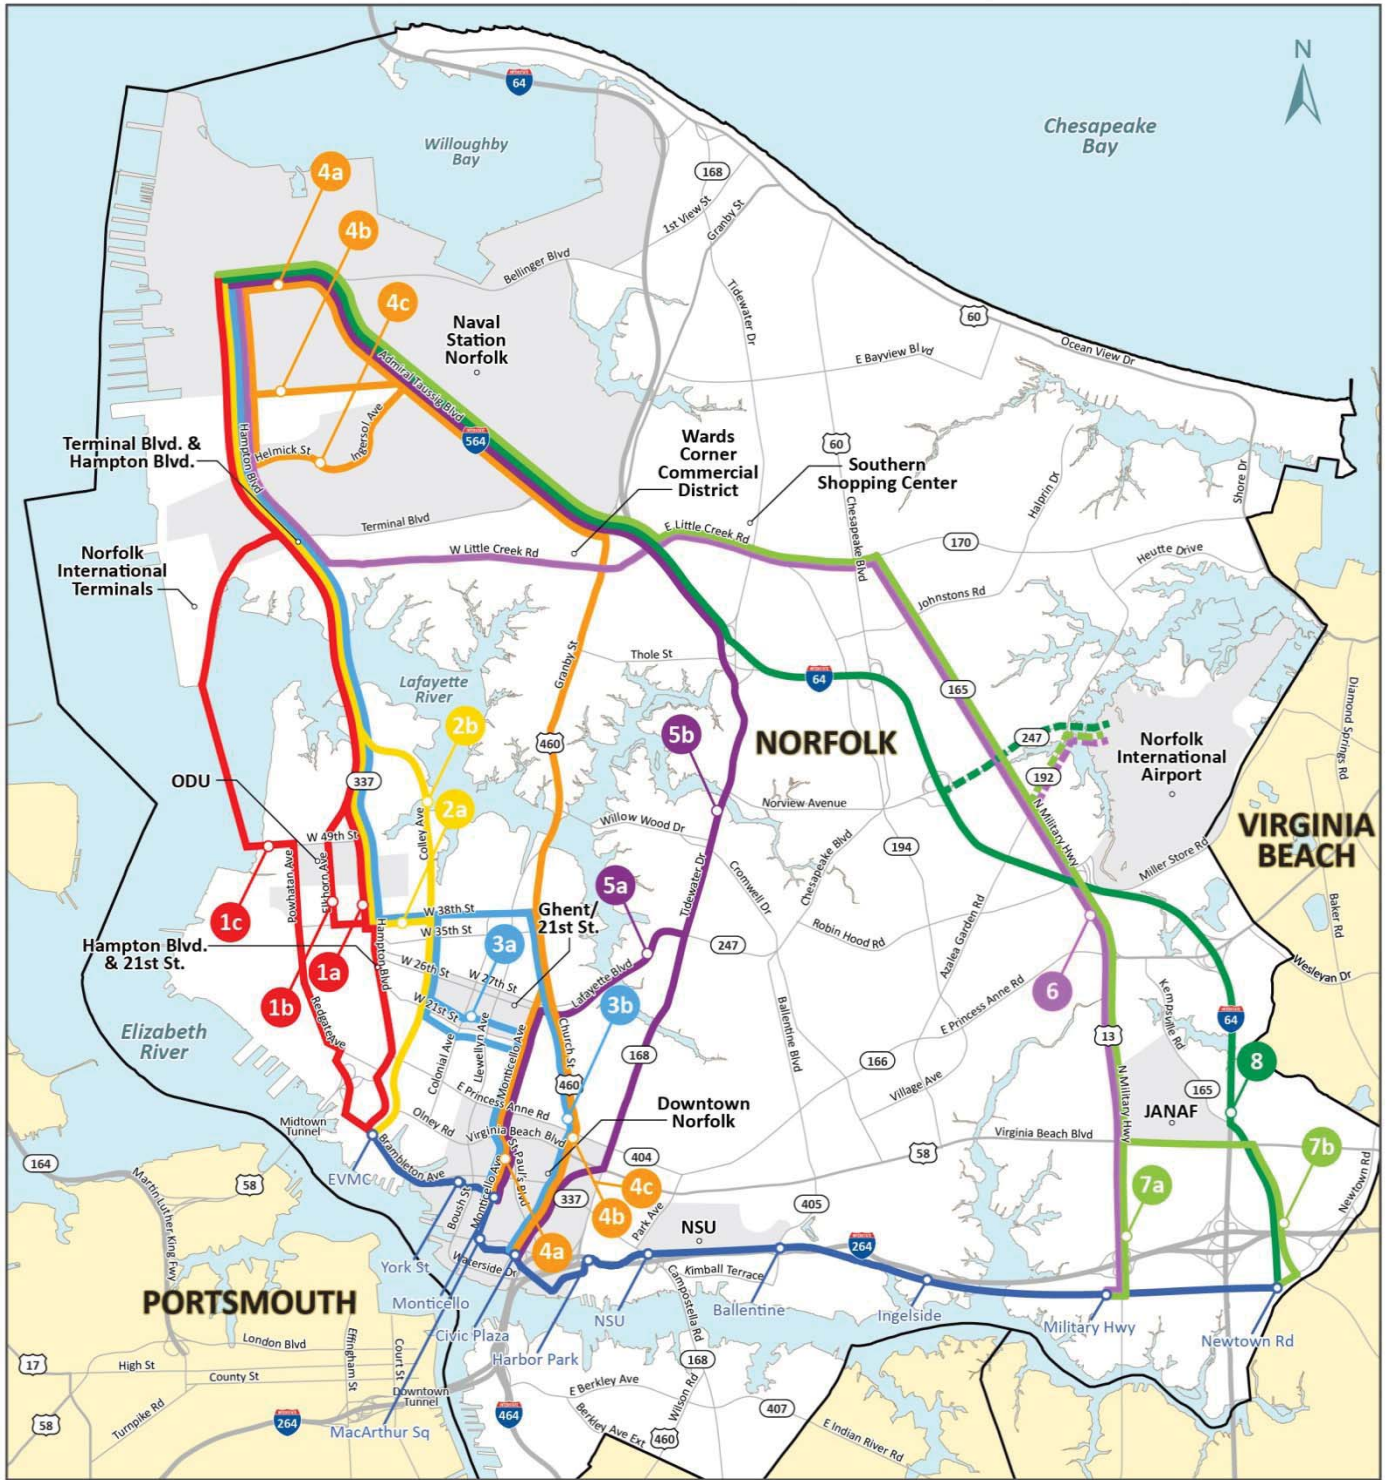 64
N
Chesapeake
Bay
Willoughby
Bay
4a
168
1st View St
Granby St
4b
Bellinger Blvd
4c
Tidewater Dr
60
Ocean View Dr
Naval
Station
Norfolk
E Bayview Blvd
Admiral Taussig Blvd
Ingersol Ave
Helmick St
Hampton Blvd
564
Terminal Blvd. &
Hampton Blvd.
Wards
Corner
Commercial
District
60
Southern
Shopping Center
Shore Dr
Halprin Dr
Chesapeake Blvd
Terminal Blvd
E Little Creek Rd
W Little Creek Rd
170
Heutte Drive
Norfolk
International
Terminals
Johnstons Rd
Granby St
Thole St
Lafayette
River
64
165
Diamond Springs Rd
2b
5b
460
NORFOLK
247
Norfolk
International
Airport
192
ODU
337
2a
Colley Ave
W 49th St
Willow Wood Dr
Norview Avenue
N Military Hwy
VIRGINIA
BEACH
Miller Store Rd
194
Chesapeake Blvd
Cromwell Dr
Tidewater Dr
Powhatan Ave
Elkhorn Ave
5a
1c
W 38th St
W 35th St
Ghent/
21st St.
Baker Rd
Azalea Garden Rd
Robin Hood Rd
247
Hampton Blvd.
& 21st St.
Hampton Blvd
3a
1a
W 26th St
W 27th St
Lafayette Blvd
Wesleyan Dr
6
1b
W 21st St
3b
E Princess Anne Rd
Kempsville Rd
Redgate Ave
Elizabeth
River
Llewellyn Ave
Colonial Ave
Monticello Ave
Church St
Ballentine Blvd
64
13
168
166
8
460
165
Village Ave
N Military Hwy
E Princess Anne Rd
Olney Rd
Downtown
Norfolk
JANAF
Midtown
Tunnel
Virginia Beach Blvd
Virginia Beach Blvd
7b
164
58
Brambleton Ave
St Paul's Blvd
404
58
Newtown Rd
EVMC
Martin Luther King Fwy
Boush St
Monticello Ave
337
4c
4b
7a
405
Park Ave
NSU
4a
264
Waterside Dr
York St
Kimball Terrace
Campostella Rd
PORTSMOUTH
Monticello
NSU
Ballentine
Ingelside
Military Hwy
Newtown Rd
Civic Plaza
Harbor Park
London Blvd
Effingham St
Court St
17
High St
County St
168
E Berkley Ave
Wilson Rd
Downtown
Tunnel
Turnpike Rd
58
264
MacArthur Sq
464
Berkley Ave Ext
460
407
E Indian River Rd